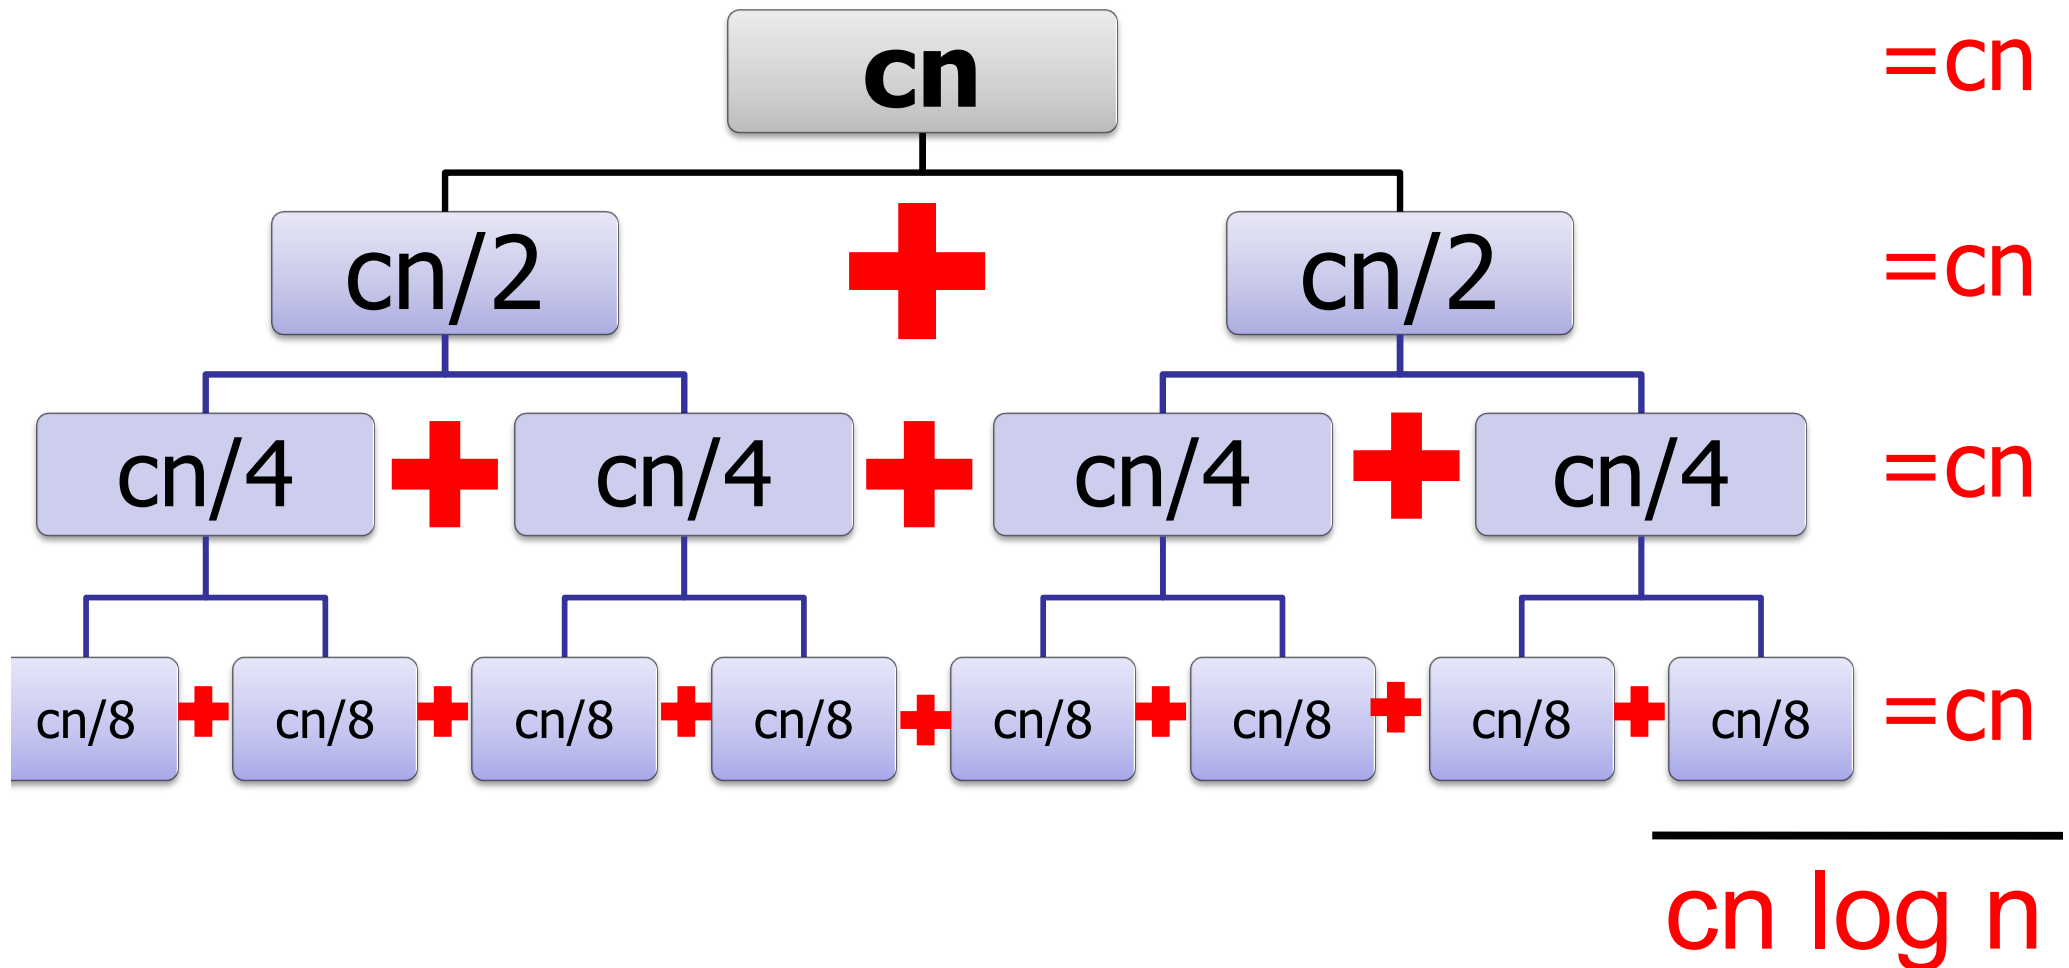 cn =cn
cn/2 cn/2 =cn
cn/4 cn/4 cn/4 cn/4 =cn
cn/8 cn/8 cn/8 cn/8 cn/8 cn/8 cn/8 cn/8 =cn
cn log n